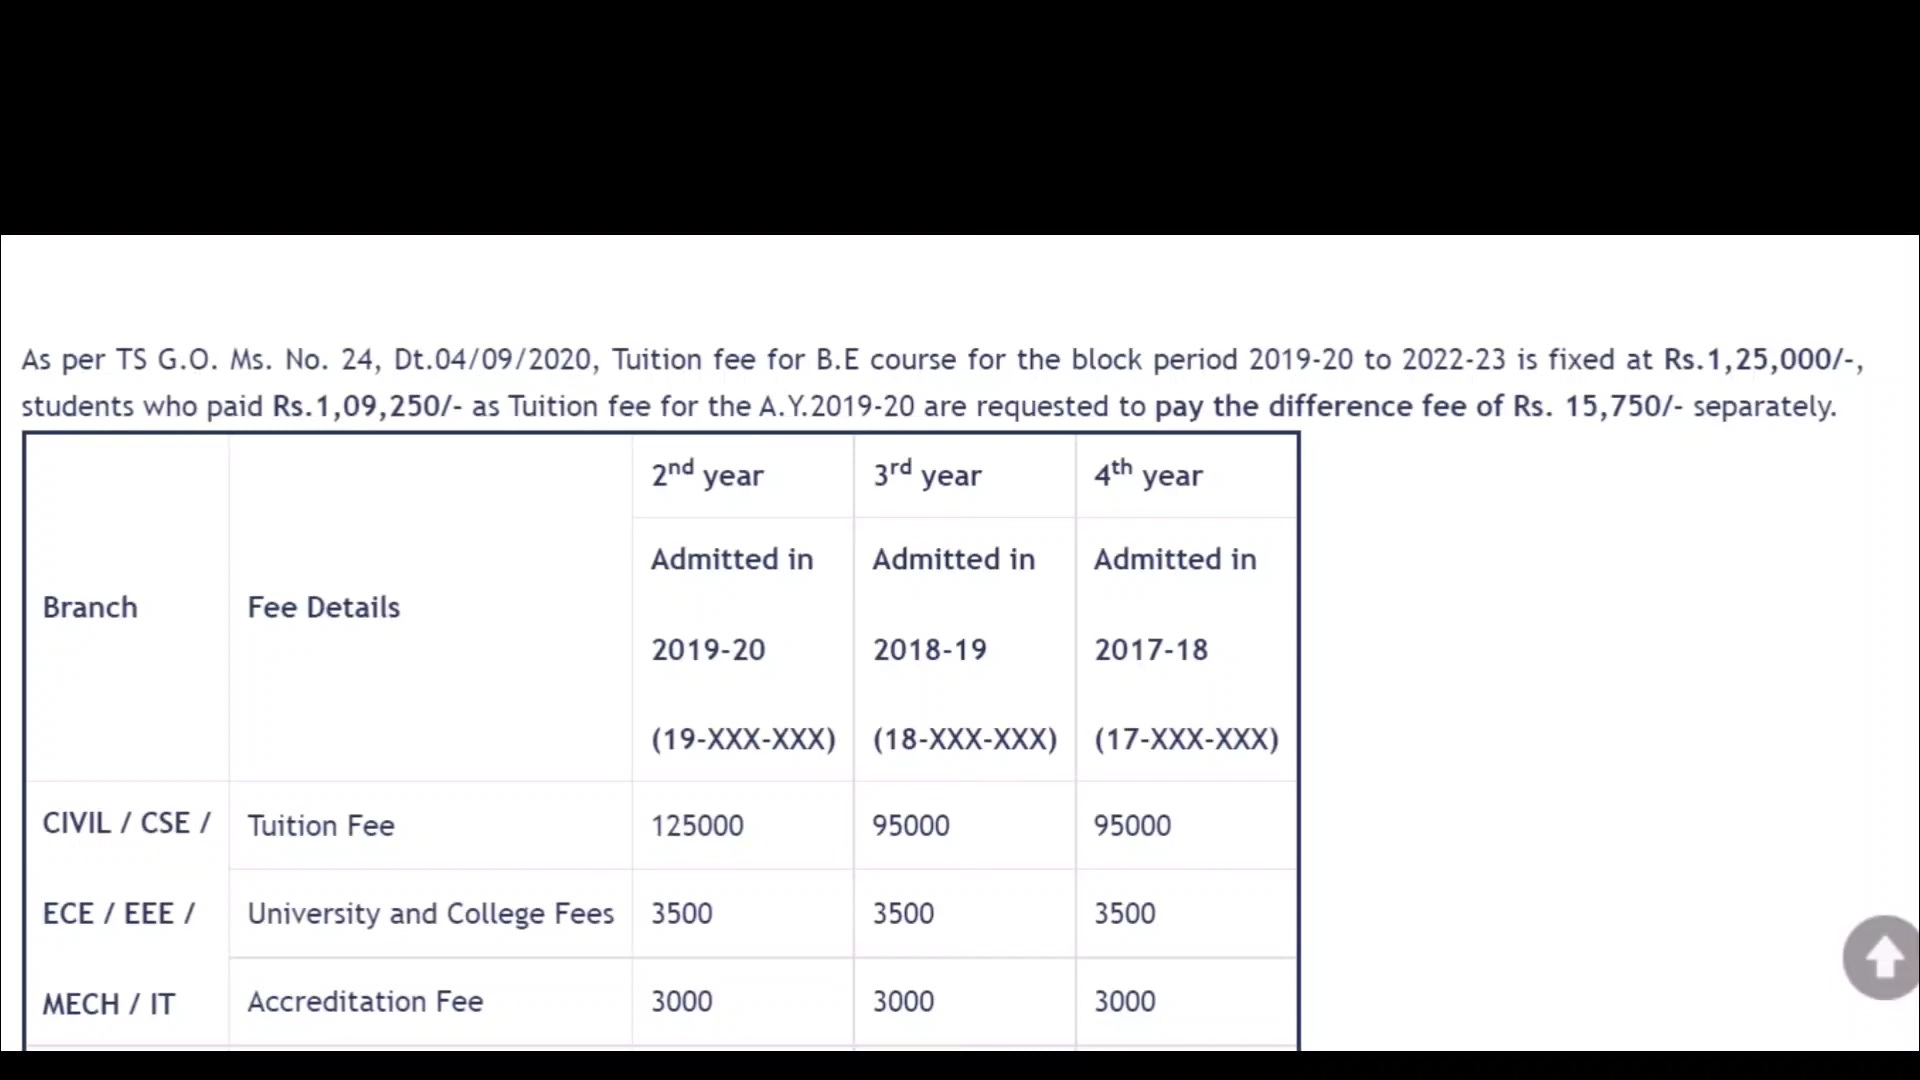 As per TS G.O. Ms. No. 24, Dt.04/09/2020, Tuition fee for B.E course for the block period 2019-20 to 2022-23 is fixed at Rs.1,25,000/-,
students who paid Rs.1,09,250/- as Tuition fee for the A.Y.2019-20 are requested to pay the difference fee of Rs. 15,750/- separately.
Branch
Fee Details
2nd year
3rd year
4th year
Admitted in
2019-20
(19-XXX-XXX)
Admitted in
2018-19
(18-XXX-XXX)
Admitted in
2017-18
(17-XXX-XXX)
CIVIL / CSE /
ECE / EEE /
MECH / IT
Tuition Fee 125000 95000 95000
University and College Fees 3500 3500 3500
Accreditation Fee 3000 3000 3000